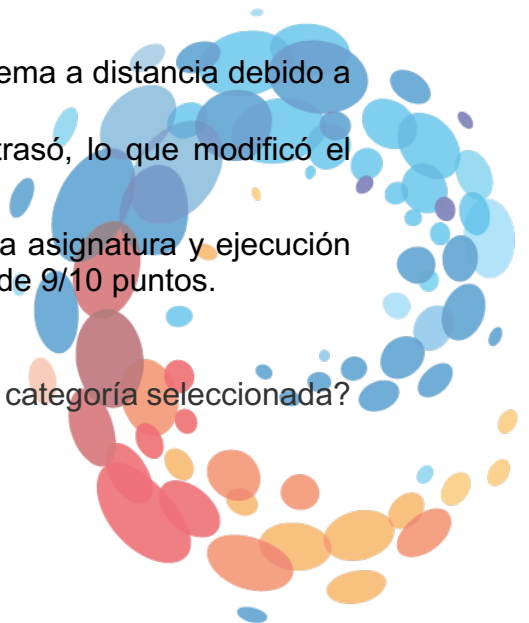 ema a distancia debido a
trasó, lo que modificó el
a asignatura y ejecución
de 9/10 puntos.
categoría seleccionada?